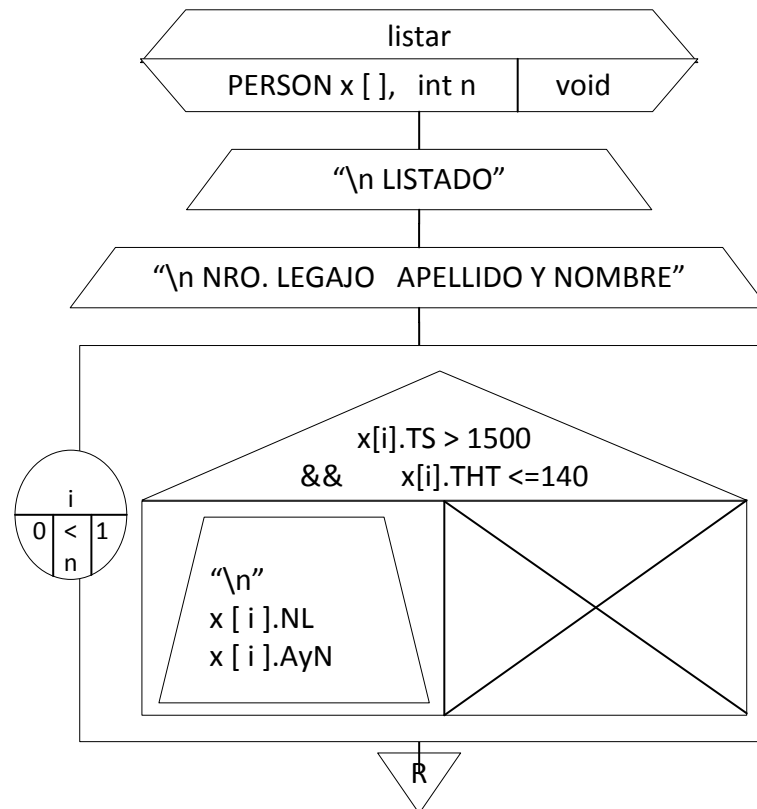 listar
PERSON x [ ],   int n
void
“\n LISTADO”
“\n NRO. LEGAJO   APELLIDO Y NOMBRE”
x[i].TS > 1500
&&   x[i].THT <=140
i
0 < 1
n
“\n”
x [ i ].NL
x [ i ].AyN
R